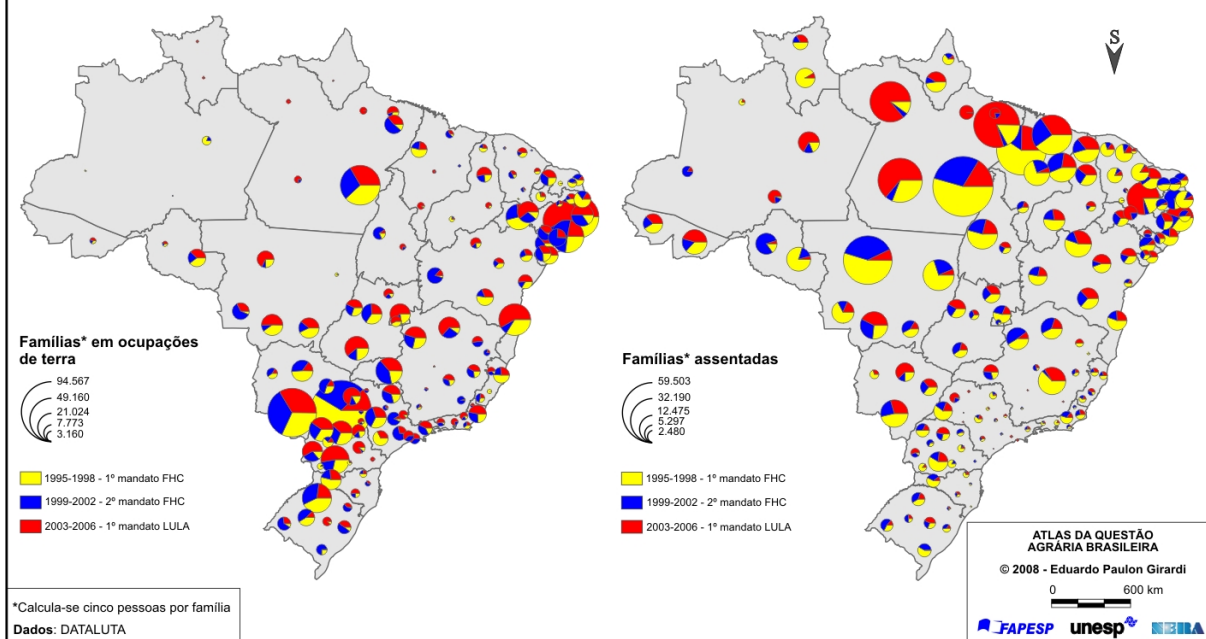 Famílias* em ocupações
de terra
94.567
49.160
21.024
7.773
3.160
1995-1998 - 1º mandato FHC
1999-2002 - 2º mandato FHC
2003-2006 - 1º mandato LULA
*Calcula-se cinco pessoas por família
Dados: DATALUTA
S
Famílias* assentadas
59.503
32.190
12.475
5.297
2.480
1995-1998 - 1º mandato FHC
1999-2002 - 2º mandato FHC
2003-2006 - 1º mandato LULA
ATLAS DA QUESTÃO
AGRÁRIA BRASILEIRA
© 2008 - Eduardo Paulon Girardi
0 600 km
FAPESP unesp NERA